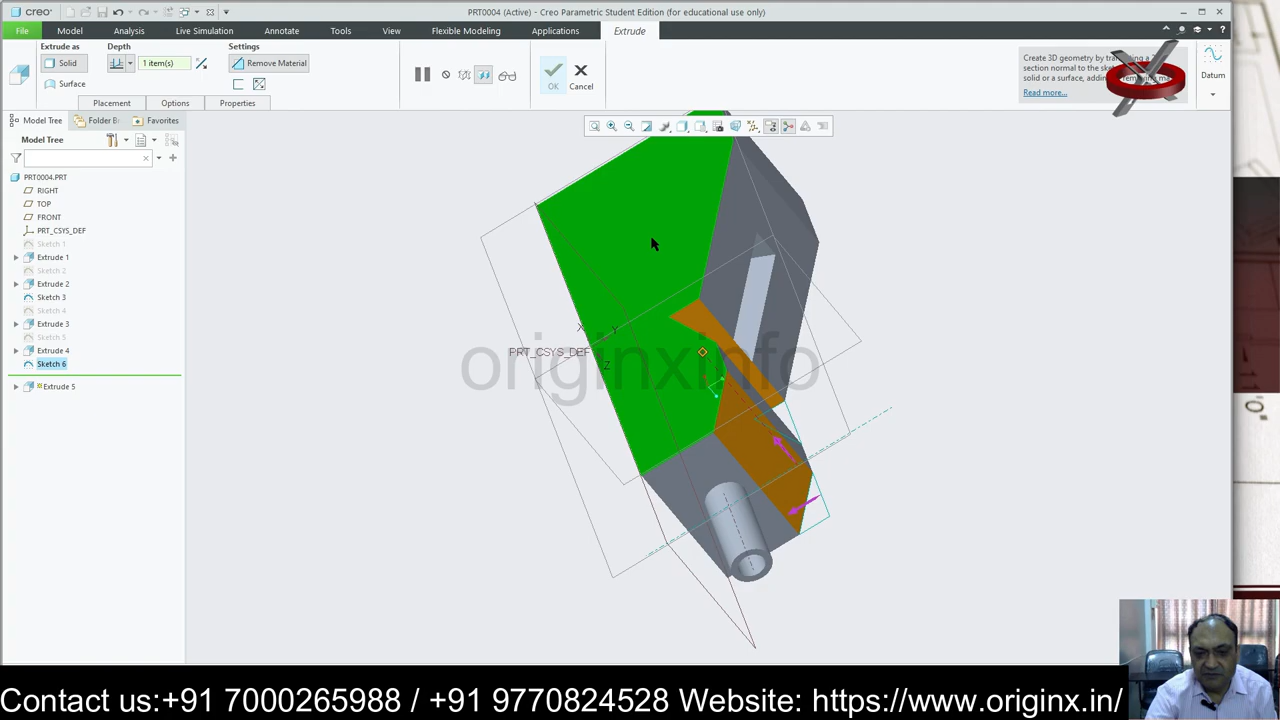 creo
PRT0004 (Active) - Creo Parametric Student Edition (for educational use only)
File
Model
Analysis
Live Simulation
Annotate
Tools
View
Flexible Modeling
Applications
Extrude
Extrude as
Depth
Settings
Solid
1 item(s)
Remove Material
Surface
OK
Cancel
Create 3D geometry by
section normal to the
solid or a surface,
Read more...
Datum
Placement
Options
Properties
Model Tree
Folder B
Favorites
Model Tree
PRT0004.PRT
RIGHT
TOP
FRONT
PRT_CSYS_DEF
Sketch 1
Extrude 1
Sketch 2
Extrude 2
Sketch 3
Sketch 4
Extrude 3
Sketch 5
Extrude 4
Sketch 6
Extrude 5
X
Y
PRT_CSYS_DEF
Z
originxinfo
Contact us:+91 7000265988 / +91 9770824528 Website: https://www.originx.in/